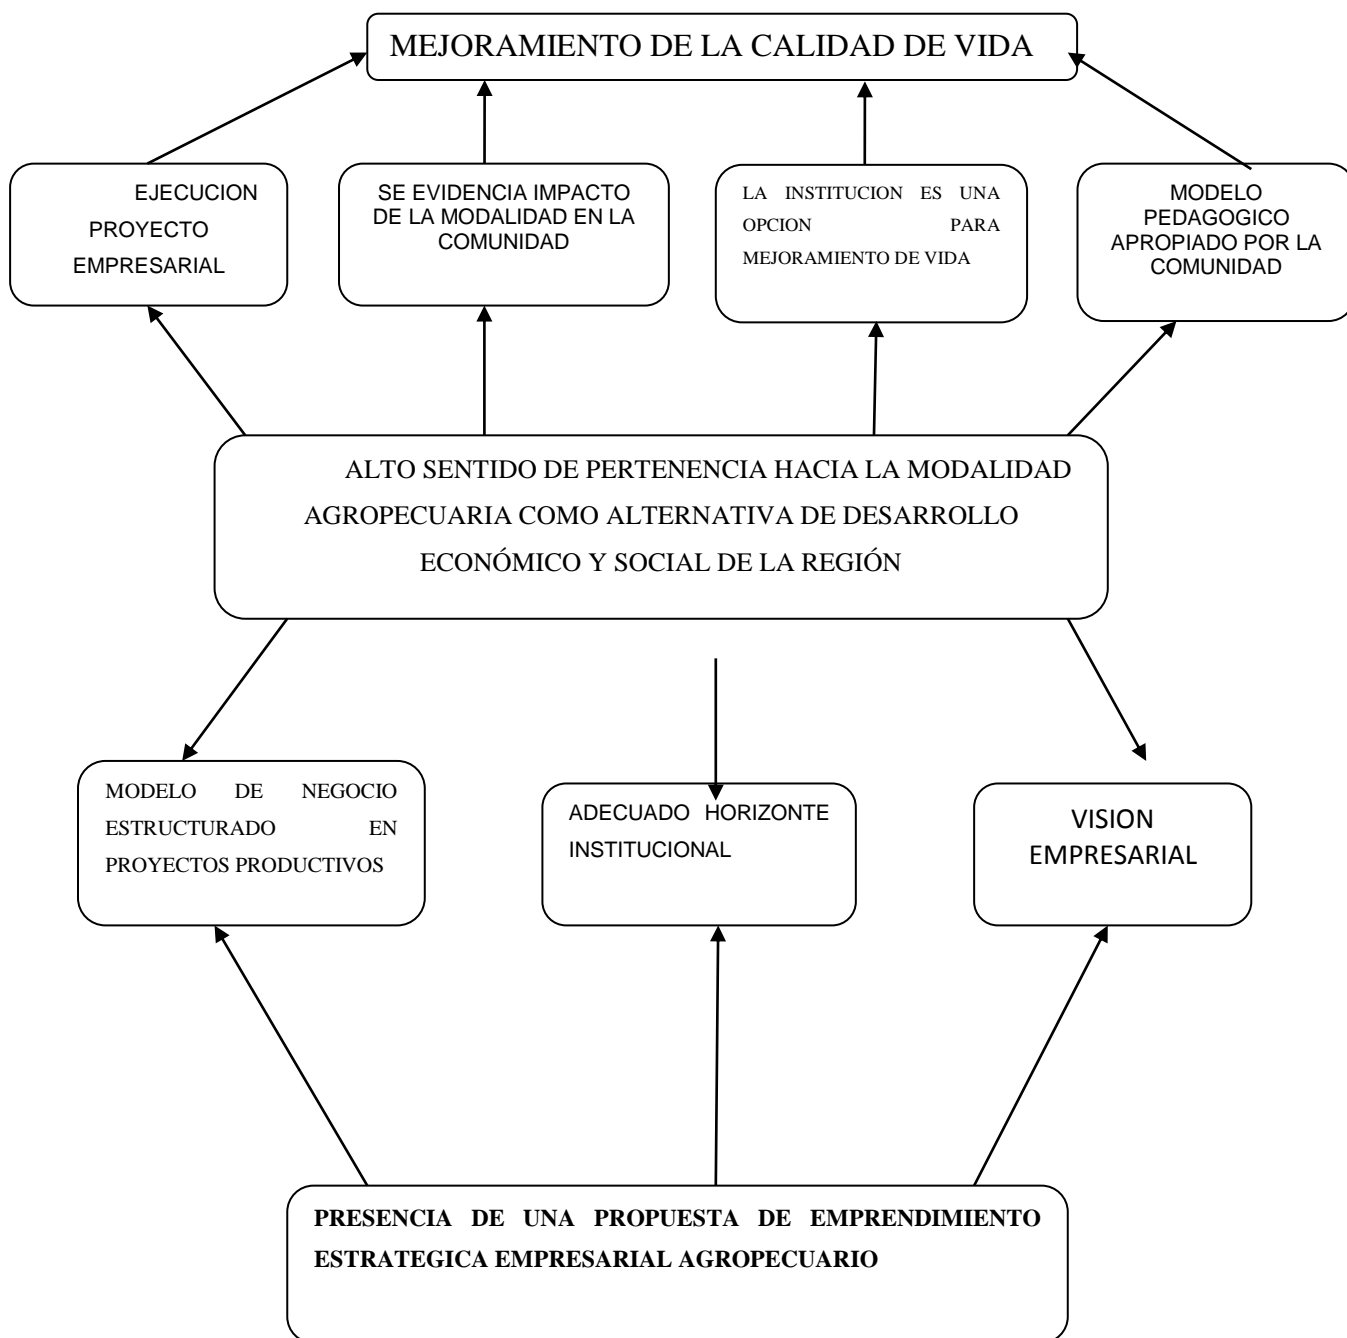 MEJORAMIENTO DE LA CALIDAD DE VIDA
EJECUCION
PROYECTO
EMPRESARIAL
SE EVIDENCIA IMPACTO
DE LA MODALIDAD EN LA
COMUNIDAD
LA INSTITUCION ES UNA
OPCION PARA
MEJORAMIENTO DE VIDA
MODELO
PEDAGOGICO
APROPIADO POR LA
COMUNIDAD
ALTO SENTIDO DE PERTENENCIA HACIA LA MODALIDAD
AGROPECUARIA COMO ALTERNATIVA DE DESARROLLO
ECONÓMICO Y SOCIAL DE LA REGIÓN
MODELO DE NEGOCIO
ESTRUCTURADO EN
PROYECTOS PRODUCTIVOS
ADECUADO HORIZONTE
INSTITUCIONAL
VISION
EMPRESARIAL
PRESENCIA DE UNA PROPUESTA DE EMPRENDIMIENTO
ESTRATEGICA EMPRESARIAL AGROPECUARIO